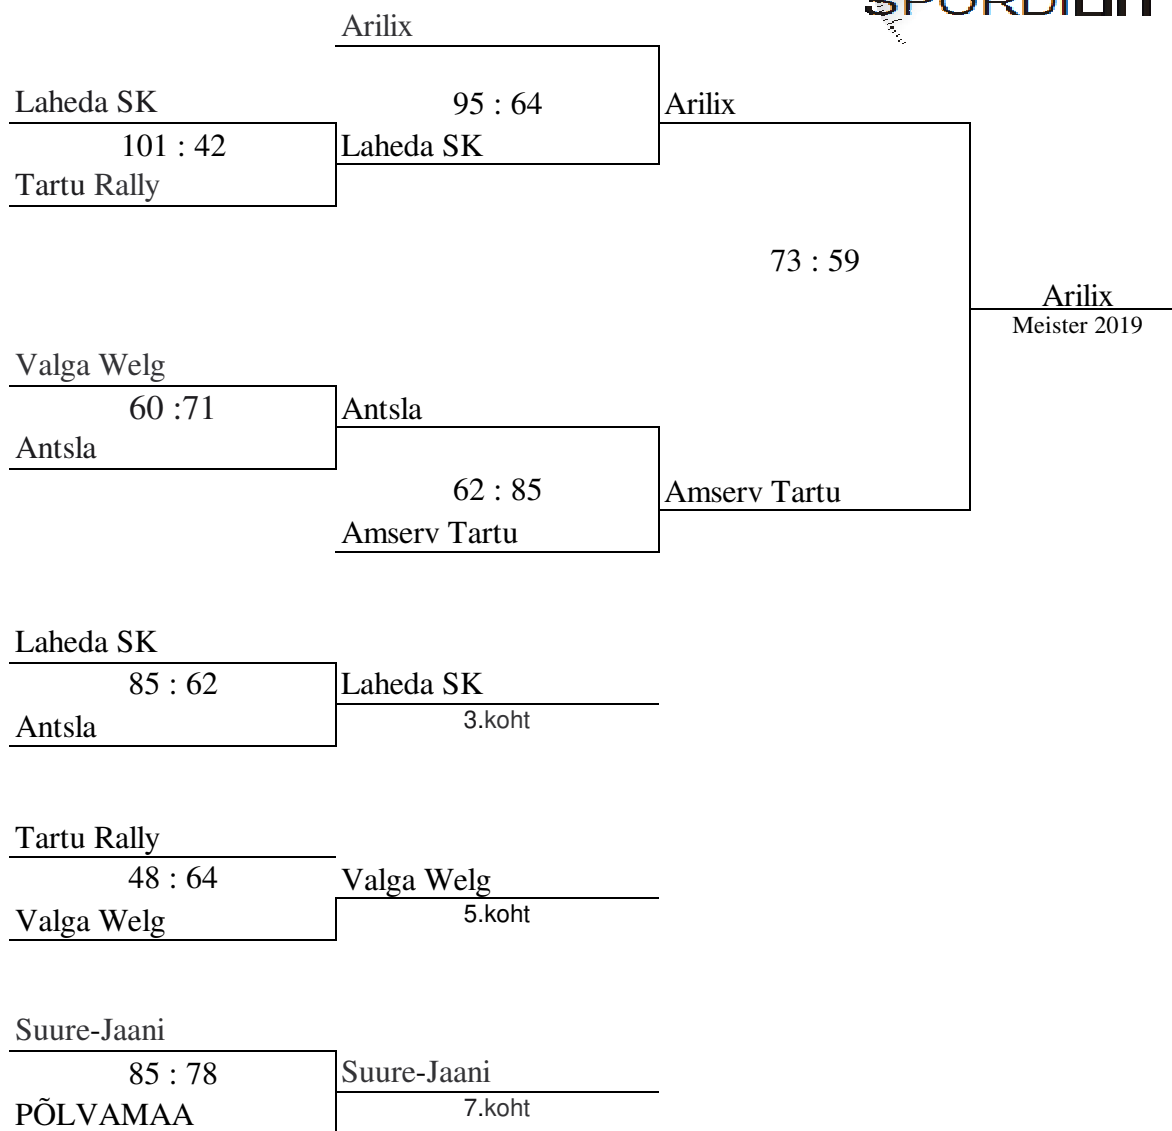 Arilix
Laheda SK
95 : 64
Arilix
101 : 42
Laheda SK
Tartu Rally
73 : 59
Arilix
Meister 2019
Valga Welg
60 :71
Antsla
Antsla
62 : 85
Amserv Tartu
Amserv Tartu
Laheda SK
85 : 62
Laheda SK
3.koht
Antsla
Tartu Rally
48 : 64
Valga Welg
5.koht
Valga Welg
Suure-Jaani
85 : 78
Suure-Jaani
7.koht
PÕLVAMAA